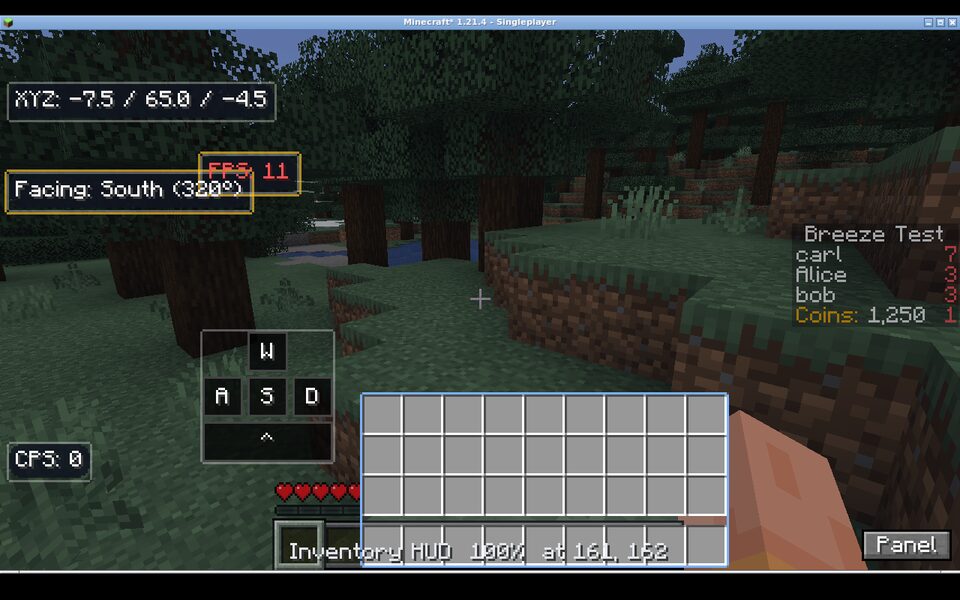 Minecraft* 1.21.4 - Singleplayer
XYZ: -7.5 / 65.0 / -4.5
FPS: 11
Facing: South (320°)
Breeze Test
carl 7
Alice 3
bob 3
Coins: 1,250 1
W
A S D
^
CPS: 0
Inventory HUD 100% at 161, 162
Panel